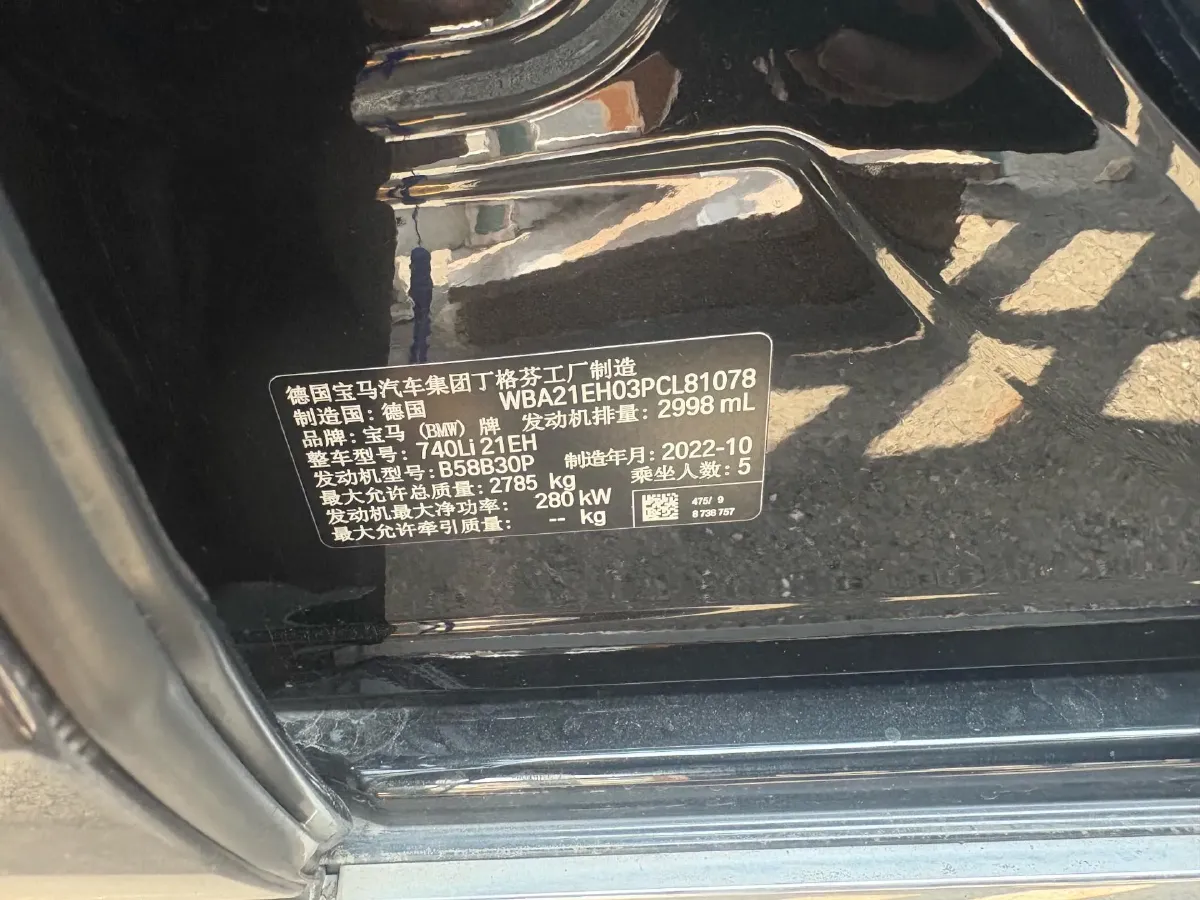 德国宝马汽车集团丁格芬工厂制造
制造国：德国 WBA21EH03PCL81078
品牌：宝马（BMW）牌 发动机排量：2998 mL
整车型号：740Li 21EH
发动机型号：B58B30P 制造年月：2022-10
最大允许总质量：2785 kg 乘坐人数：5
发动机最大净功率： 280 kW
最大允许牵引质量： -- kg
475/ 9
8 738 757